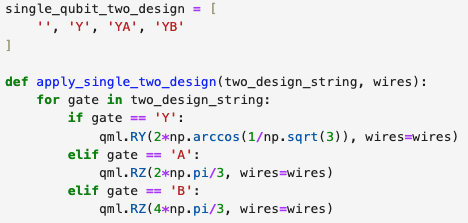 single_qubit_two_design = [
    '', 'Y', 'YA', 'YB'
]

def apply_single_two_design(two_design_string, wires):
    for gate in two_design_string:
        if gate == 'Y':
            qml.RY(2*np.arccos(1/np.sqrt(3)), wires=wires)
        elif gate == 'A':
            qml.RZ(2*np.pi/3, wires=wires)
        elif gate == 'B':
            qml.RZ(4*np.pi/3, wires=wires)